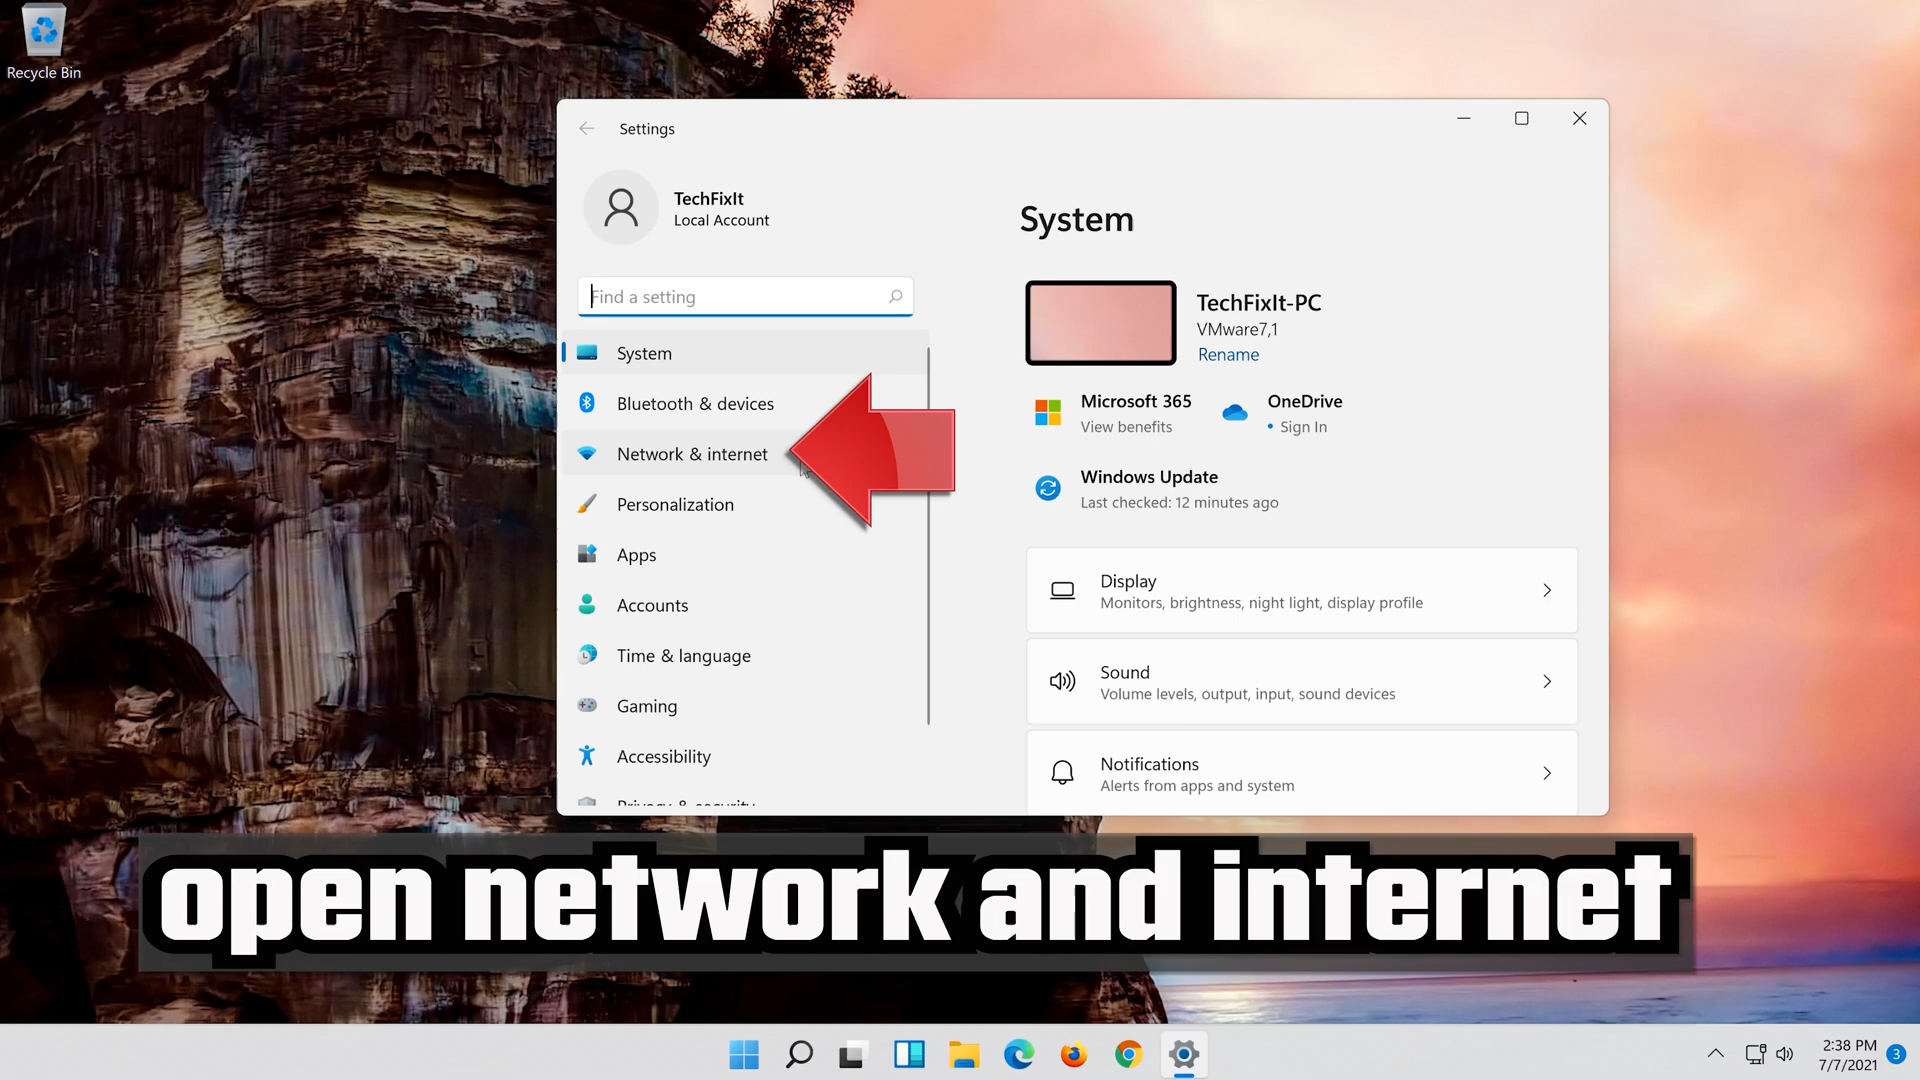 Recycle Bin
Settings
TechFixIt
Local Account
Find a setting
System
Bluetooth & devices
Network & internet
Personalization
Apps
Accounts
Time & language
Gaming
Accessibility
Privacy & security
System
TechFixIt-PC
VMware7,1
Rename
Microsoft 365
View benefits
OneDrive
• Sign In
Windows Update
Last checked: 12 minutes ago
Display
Monitors, brightness, night light, display profile
Sound
Volume levels, output, input, sound devices
Notifications
Alerts from apps and system
open network and internet
2:38 PM
7/7/2021
3